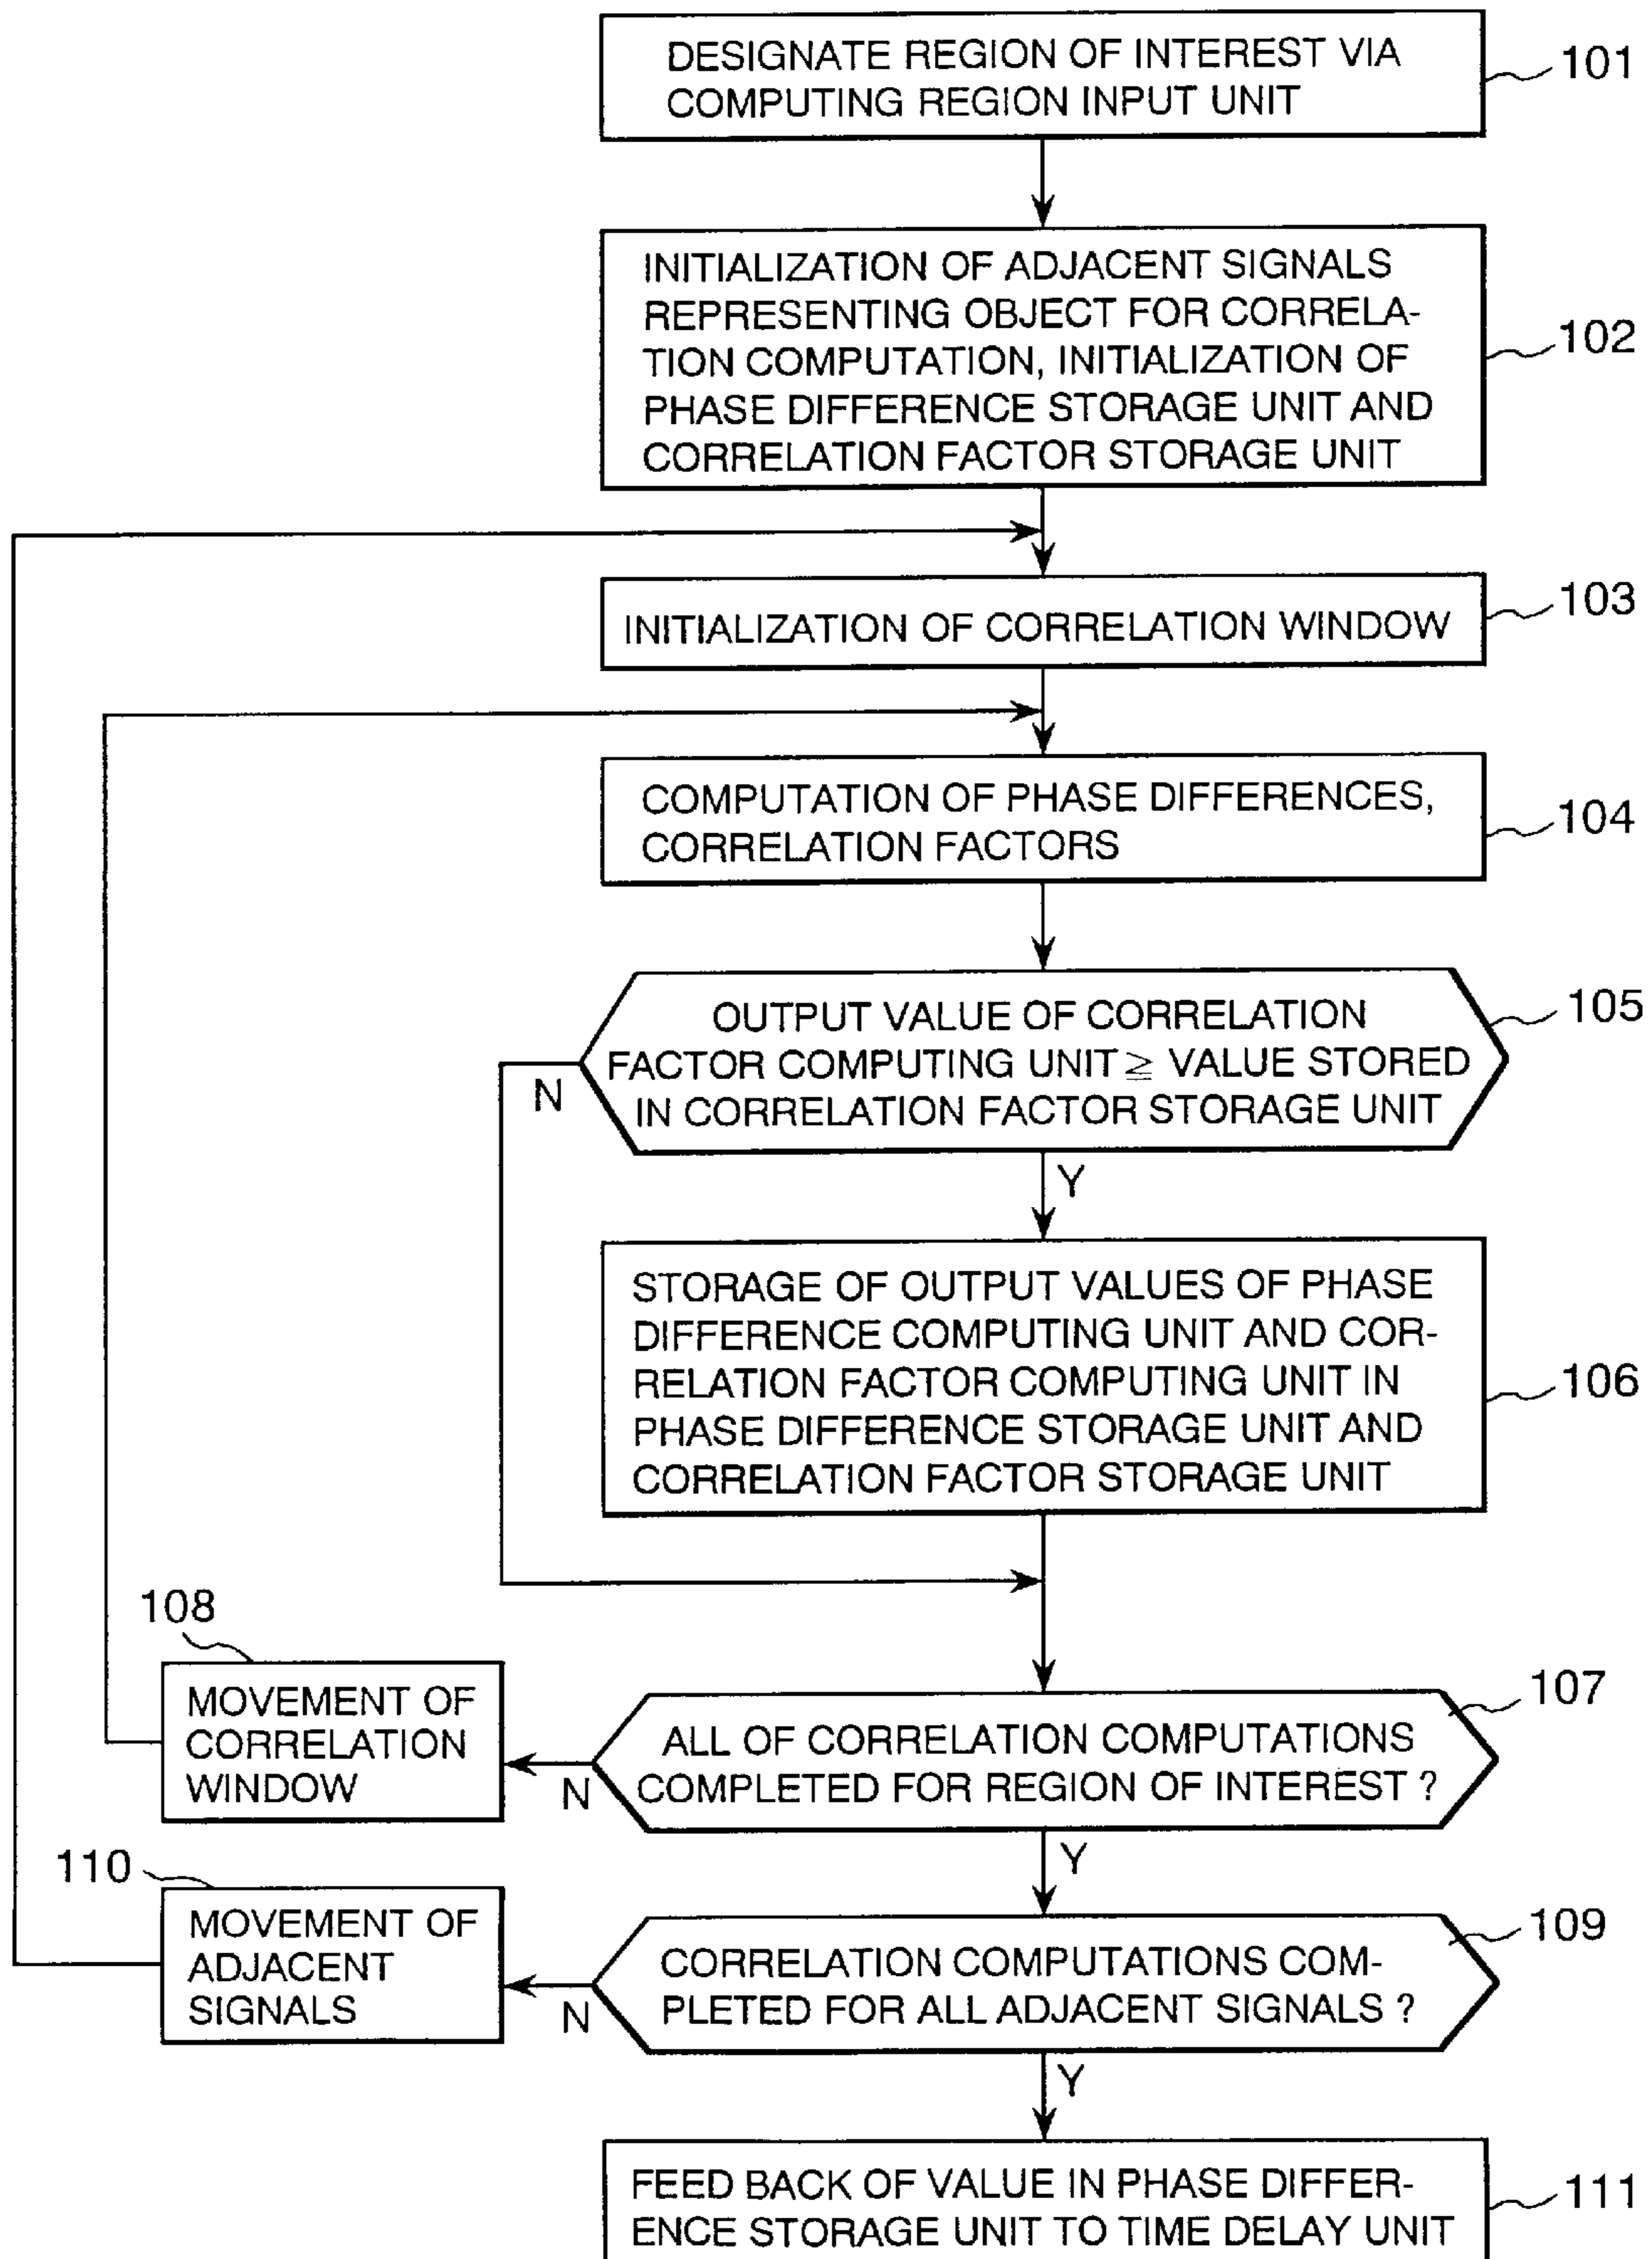 DESIGNATE REGION OF INTEREST VIA
COMPUTING REGION INPUT UNIT
101
INITIALIZATION OF ADJACENT SIGNALS
REPRESENTING OBJECT FOR CORRELA-
TION COMPUTATION, INITIALIZATION OF
PHASE DIFFERENCE STORAGE UNIT AND
CORRELATION FACTOR STORAGE UNIT
102
INITIALIZATION OF CORRELATION WINDOW
103
COMPUTATION OF PHASE DIFFERENCES,
CORRELATION FACTORS
104
OUTPUT VALUE OF CORRELATION
FACTOR COMPUTING UNIT ≧ VALUE STORED
IN CORRELATION FACTOR STORAGE UNIT
105
N
Y
STORAGE OF OUTPUT VALUES OF PHASE
DIFFERENCE COMPUTING UNIT AND COR-
RELATION FACTOR COMPUTING UNIT IN
PHASE DIFFERENCE STORAGE UNIT AND
CORRELATION FACTOR STORAGE UNIT
106
108
MOVEMENT OF
CORRELATION
WINDOW
N
ALL OF CORRELATION COMPUTATIONS
COMPLETED FOR REGION OF INTEREST ?
107
Y
110
MOVEMENT OF
ADJACENT
SIGNALS
N
CORRELATION COMPUTATIONS COM-
PLETED FOR ALL ADJACENT SIGNALS ?
109
Y
FEED BACK OF VALUE IN PHASE DIFFER-
ENCE STORAGE UNIT TO TIME DELAY UNIT
111